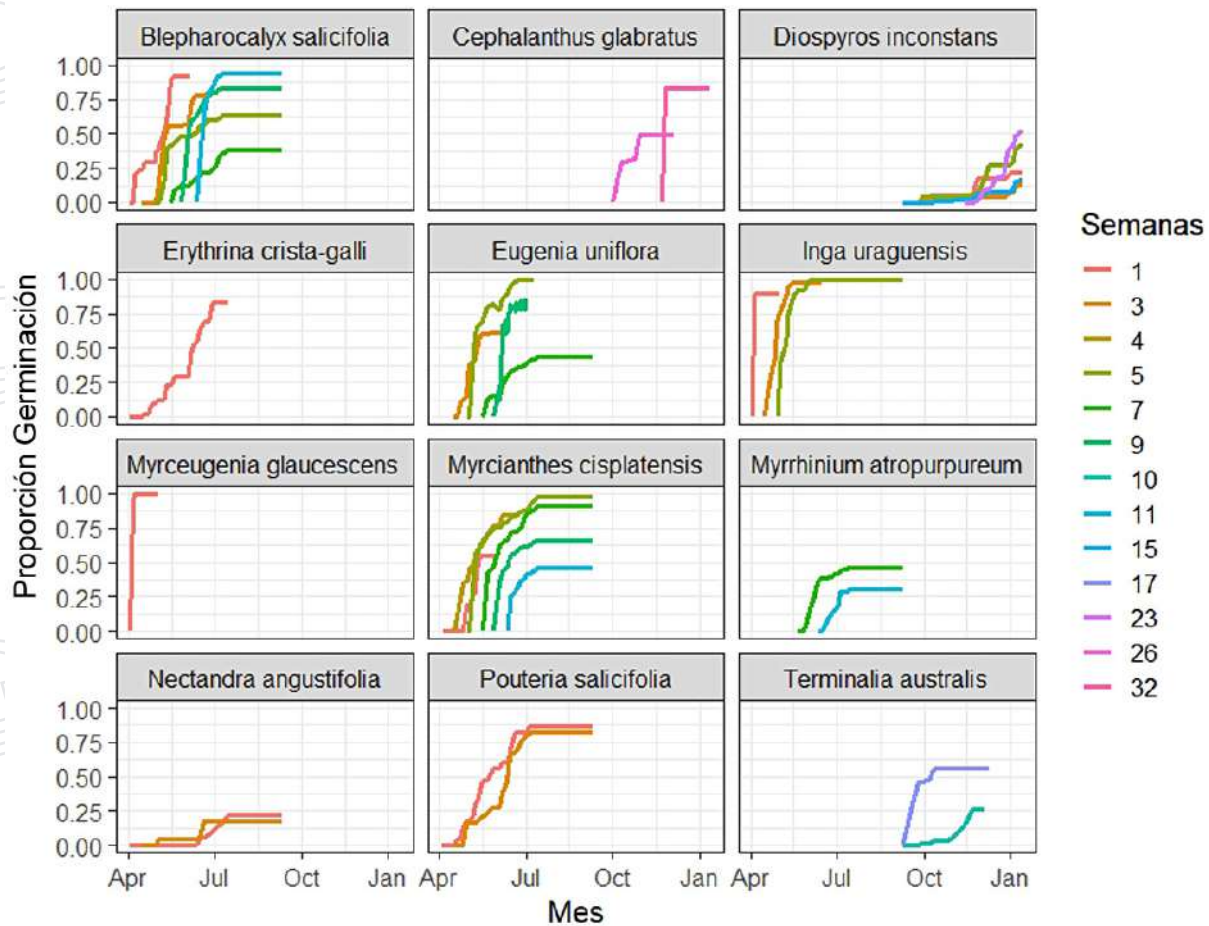 Blepharocalyx salicifolia
Cephalanthus glabratus
Diospyros inconstans
1.00
0.75
0.50
0.25
0.00
Erythrina crista-galli
Eugenia uniflora
Inga uraguensis
1.00
0.75
0.50
0.25
0.00
Myrceugenia glaucescens
Myrcianthes cisplatensis
Myrrhinium atropurpureum
1.00
0.75
0.50
0.25
0.00
Nectandra angustifolia
Pouteria salicifolia
Terminalia australis
1.00
0.75
0.50
0.25
0.00
Apr Jul Oct Jan
Apr Jul Oct Jan
Apr Jul Oct Jan
Mes
Proporción Germinación
Semanas
1
3
4
5
7
9
10
11
15
17
23
26
32